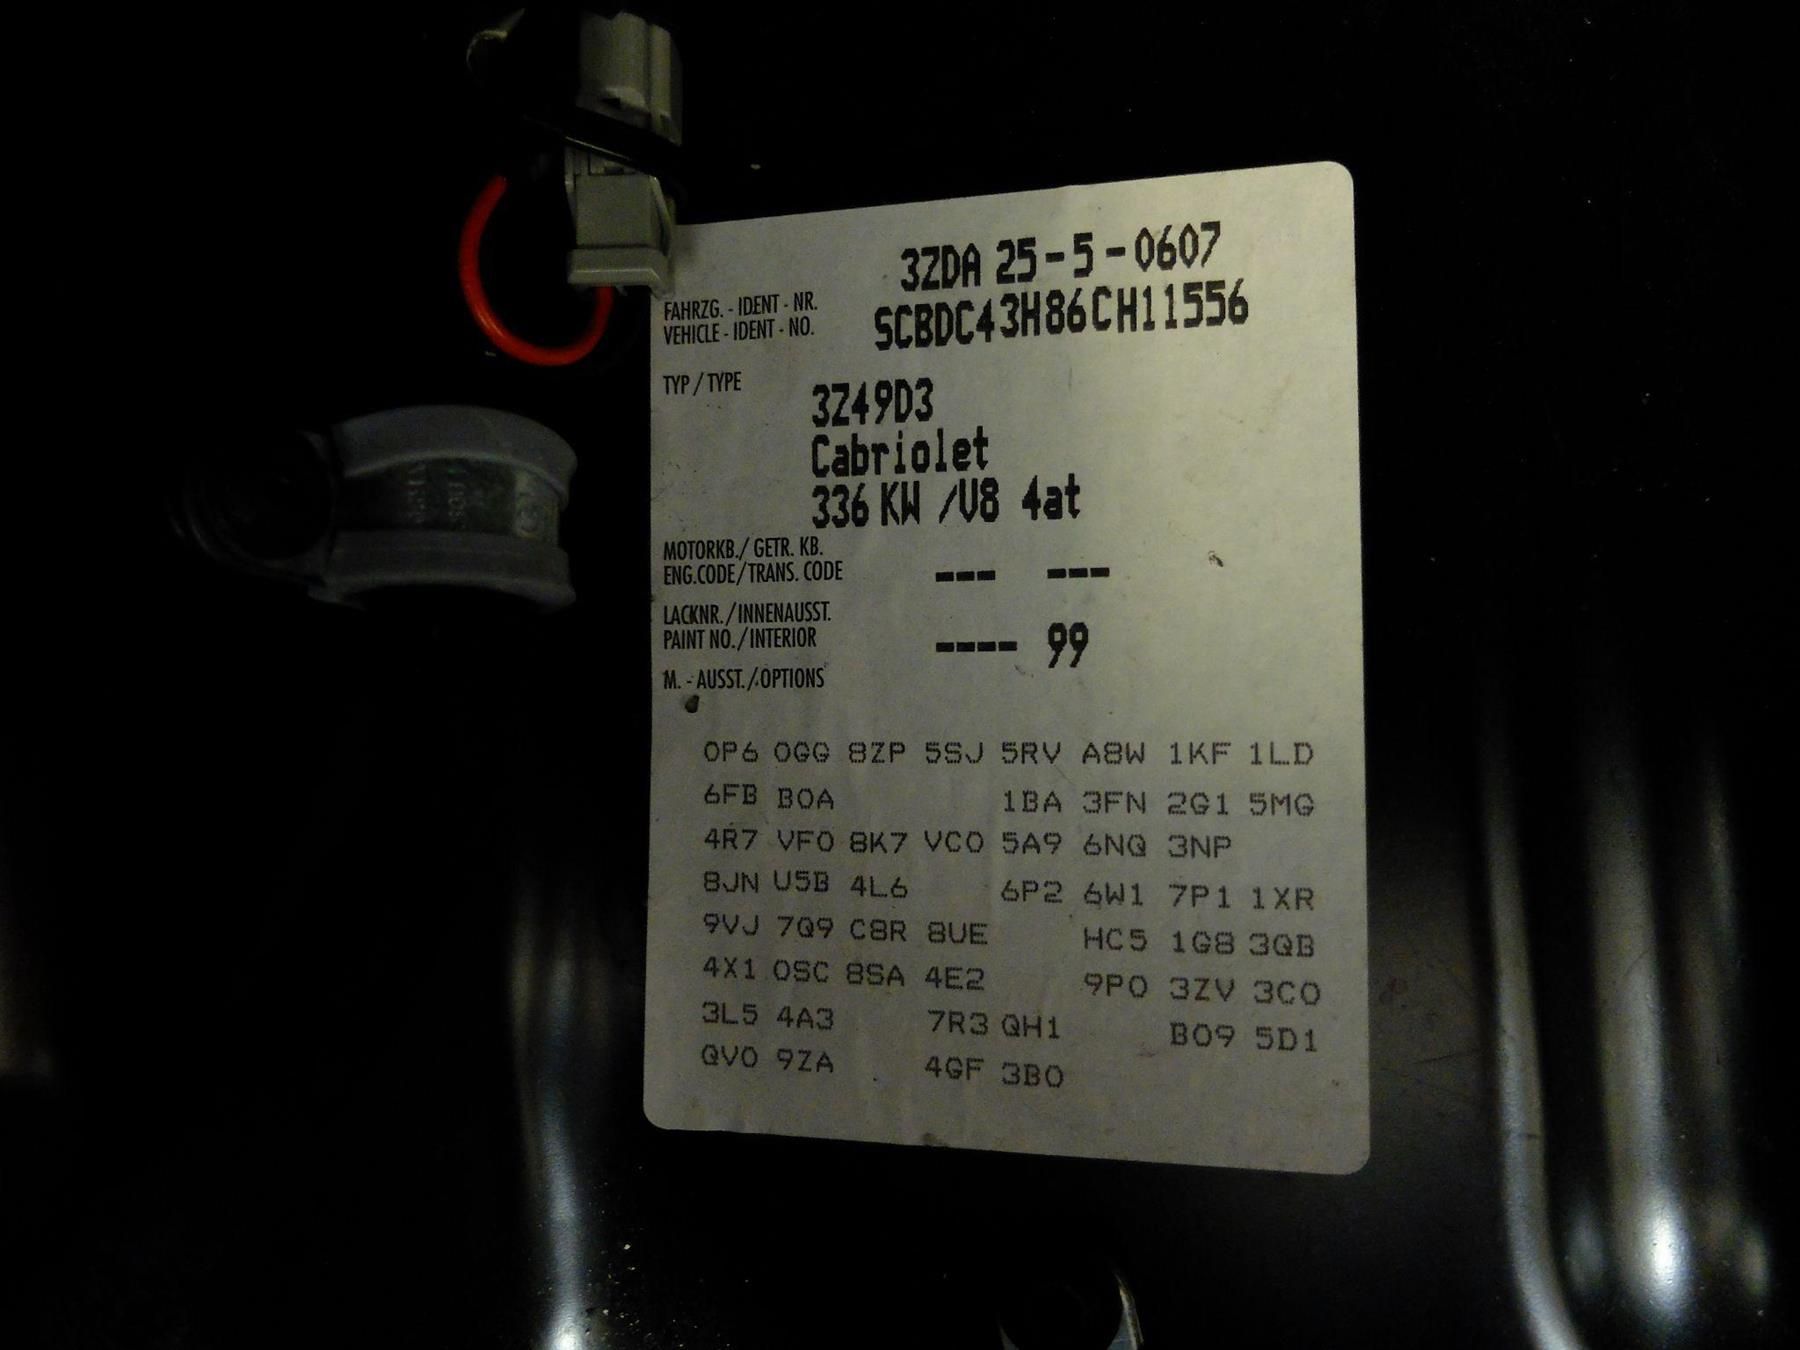 3ZDA 25-5-0607
FAHRZG. - IDENT - NR.
VEHICLE - IDENT - NO.
SCBDC43H86CH11556
TYP / TYPE
3Z49D3
Cabriolet
336 KW /V8 4at
MOTORKB./ GETR. KB.
ENG.CODE/TRANS. CODE --- ---
LACKNR./INNENAUSST.
PAINT NO./INTERIOR ---- 99
M. - AUSST./OPTIONS
0P6 0GG 8ZP 5SJ 5RV A8W 1KF 1LD
6FB B0A 1BA 3FN 2G1 5MG
4R7 VF0 8K7 VC0 5A9 6NQ 3NP
8JN U5B 4L6 6P2 6W1 7P1 1XR
9VJ 7Q9 C8R 8UE HC5 1G8 3QB
4X1 0SC 8SA 4E2 9P0 3ZV 3C0
3L5 4A3 7R3 QH1 B09 5D1
QV0 9ZA 4GF 3B0